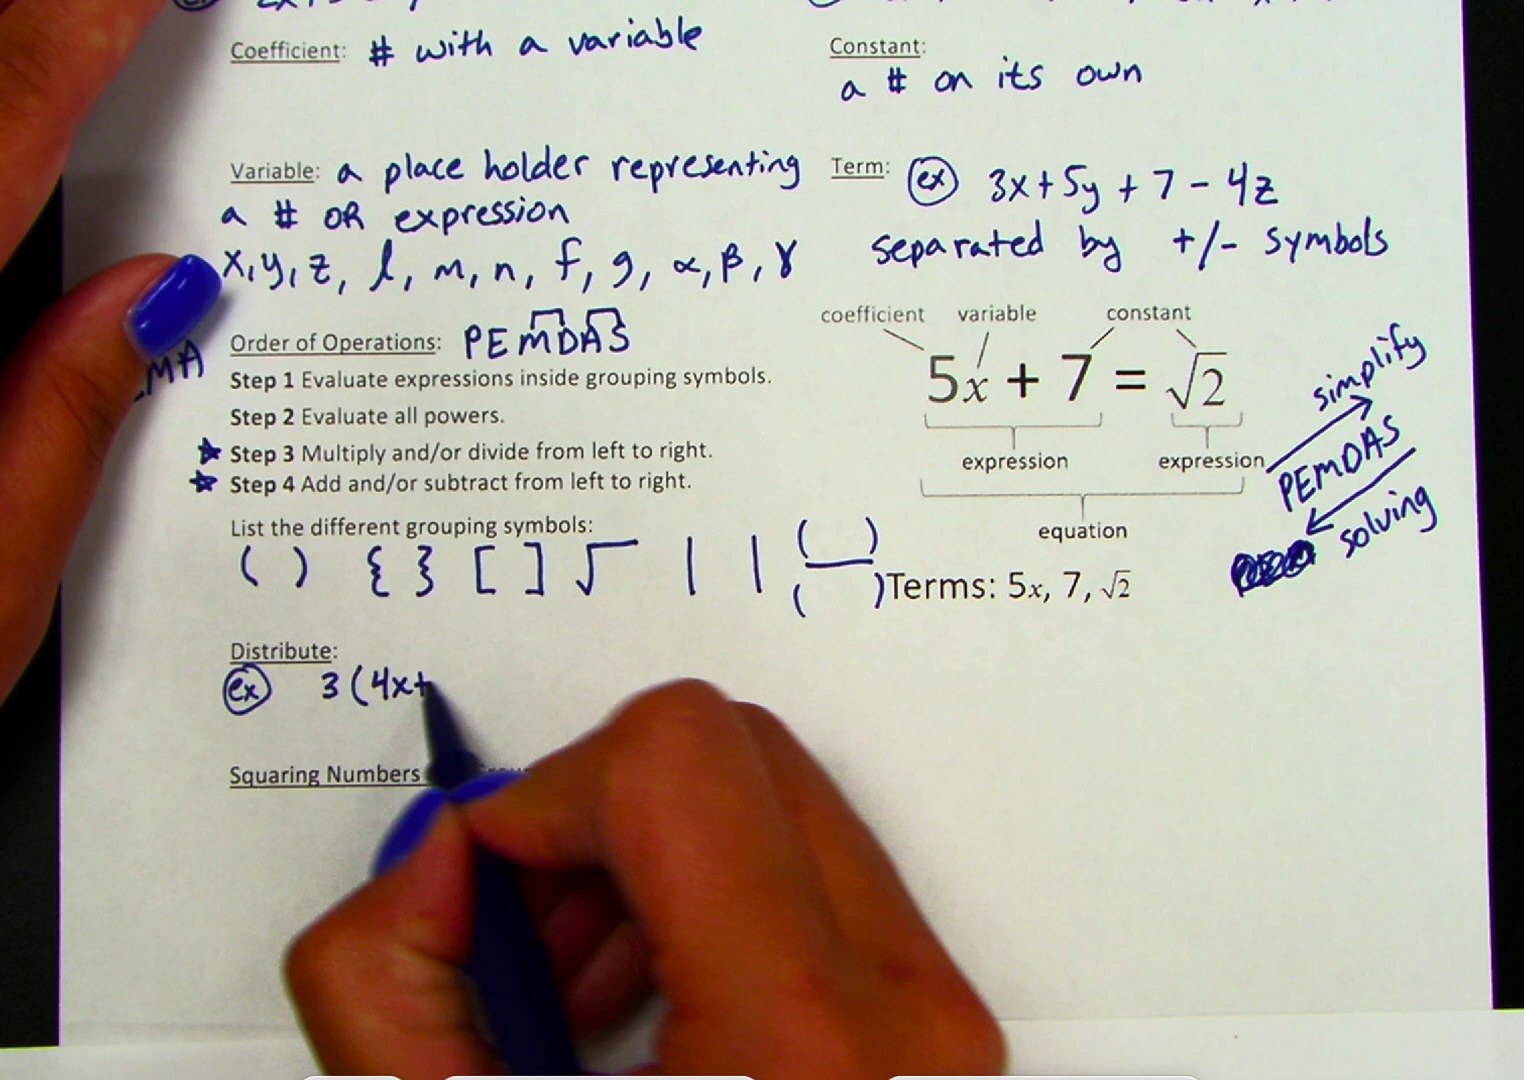 Coefficient: # with a variable
Constant:
a # on its own
Variable: a place holder representing
a # OR expression
x, y, z, l, m, n, f, g, α, β, γ
Term: ex 3x + 5y + 7 - 4z
separated by +/- symbols
Order of Operations: PEMDAS
Step 1 Evaluate expressions inside grouping symbols.
Step 2 Evaluate all powers.
Step 3 Multiply and/or divide from left to right.
Step 4 Add and/or subtract from left to right.
coefficient variable constant
5x + 7 = √2
expression expression
equation
simplify
PEMDAS
solving
List the different grouping symbols:
( ) { } [ ] √ | | ( )
( )
Terms: 5x, 7, √2
Distribute:
ex 3(4x+
Squaring Numbers